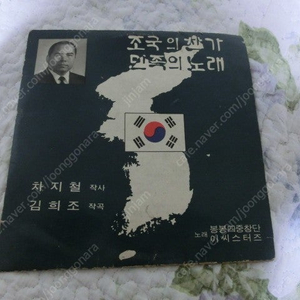 조국의 찬가
민족의 노래
차지철 작사
김희조 작곡
노래 봉봉四중창단
이씨스터즈